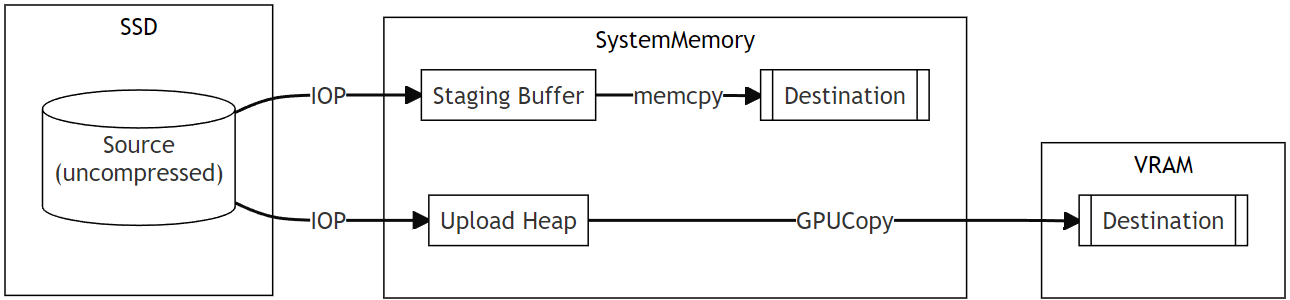 SSD
Source
(uncompressed)
IOP
IOP
SystemMemory
Staging Buffer
memcpy
Destination
Upload Heap
GPUCopy
VRAM
Destination